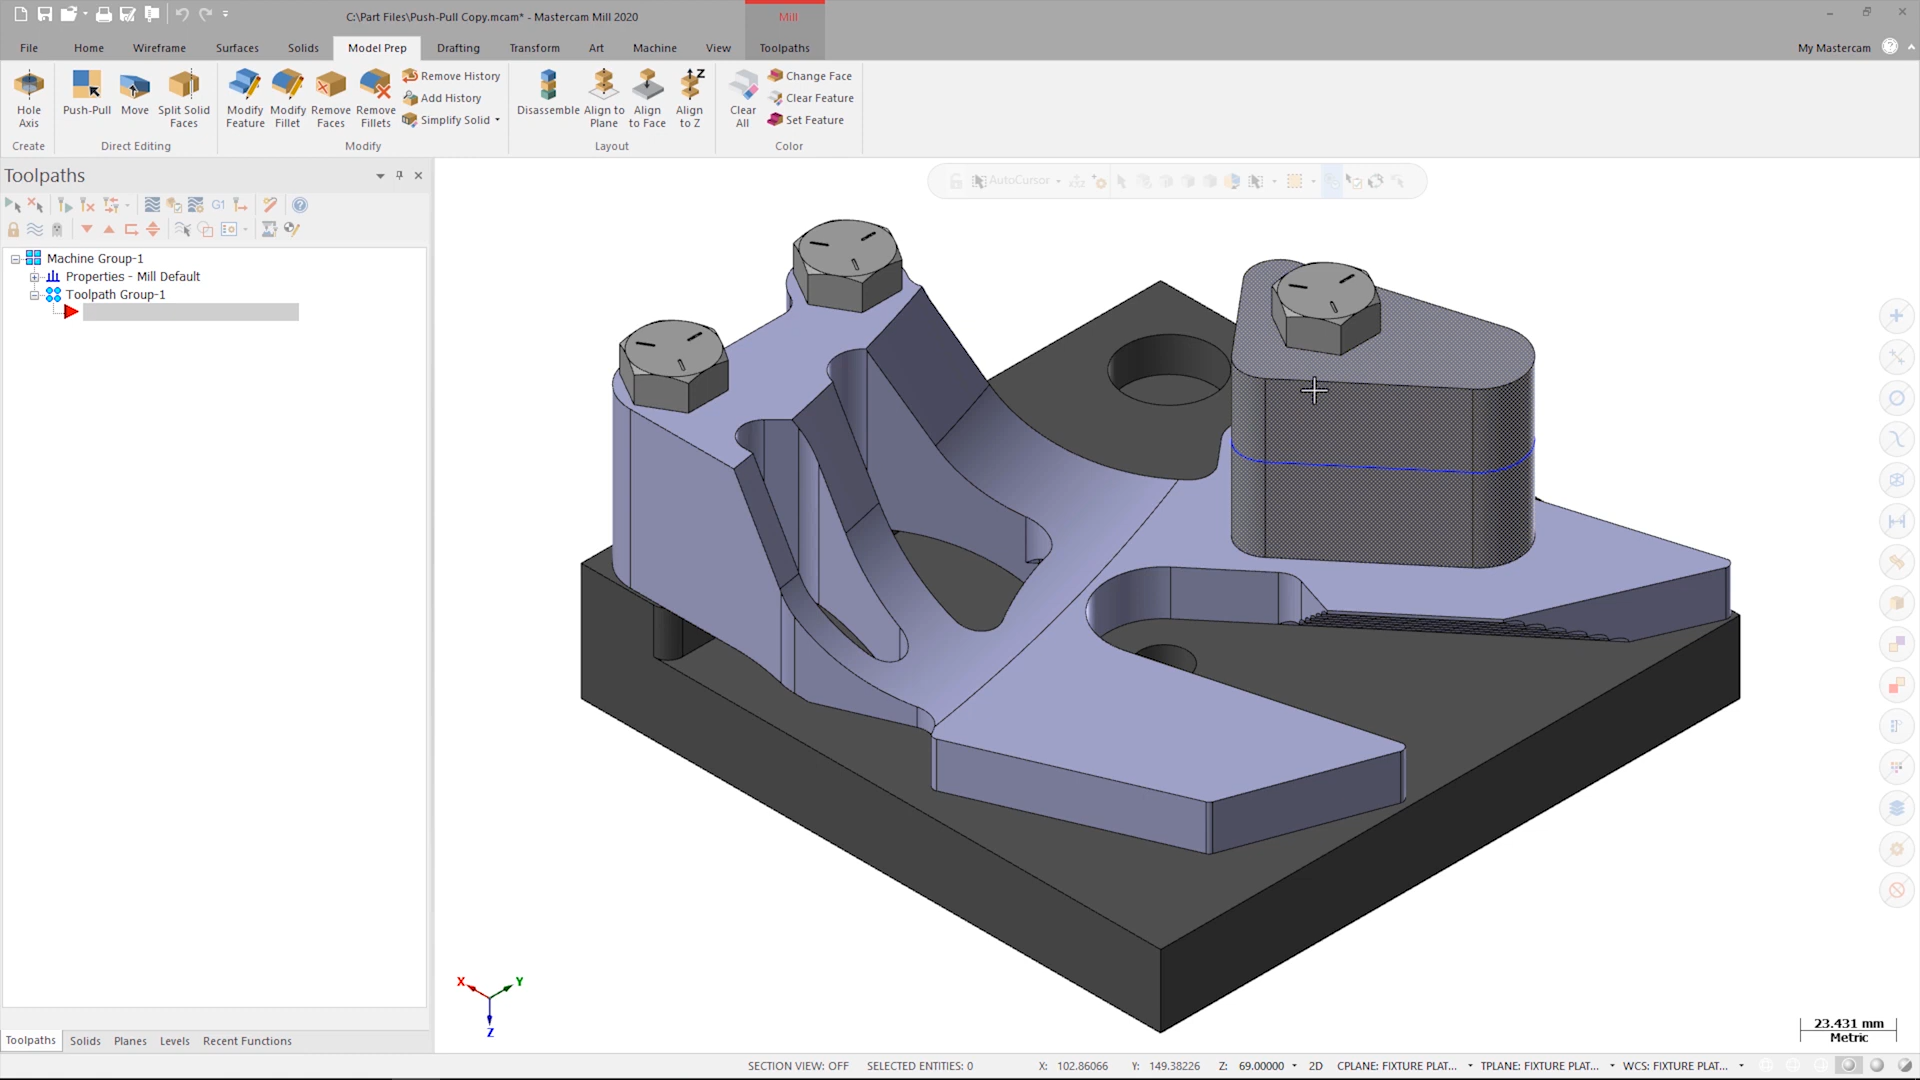 C:\Part Files\Push-Pull Copy.mcam* - Mastercam Mill 2020
Mill
File Home Wireframe Surfaces Solids Model Prep Drafting Transform Art Machine View Toolpaths My Mastercam
Hole Axis
Push-Pull
Move
Split Solid Faces
Modify Feature
Modify Fillet
Remove Faces
Remove Fillets
Remove History
Add History
Simplify Solid
Disassemble
Align to Plane
Align to Face
Align to Z
Z
Clear All
Change Face
Clear Feature
Set Feature
Create Direct Editing Modify Layout Color
Toolpaths
G1
AutoCursor
Machine Group-1
Properties - Mill Default
Toolpath Group-1
X Y
Z
23.431 mm
Metric
Toolpaths Solids Planes Levels Recent Functions
SECTION VIEW: OFF SELECTED ENTITIES: 0 X: 102.86066 Y: 149.38226 Z: 69.00000 2D CPLANE: FIXTURE PLAT... TPLANE: FIXTURE PLAT... WCS: FIXTURE PLAT...